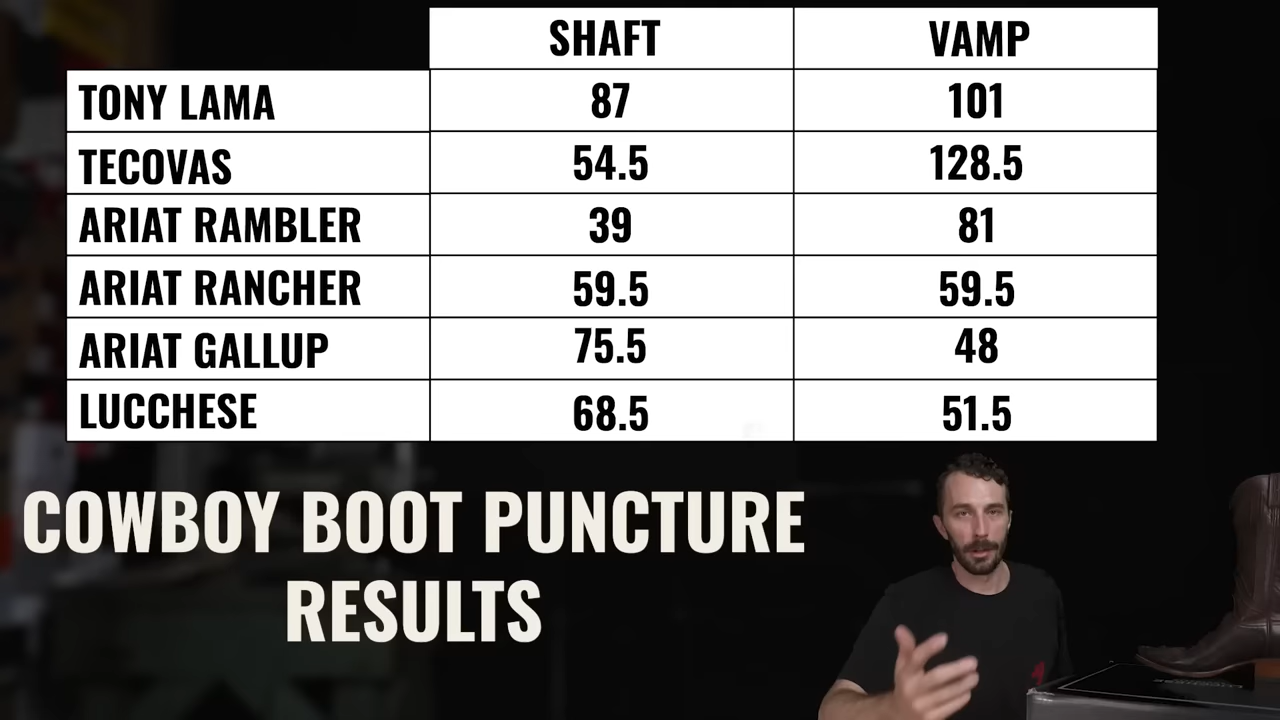 SHAFT VAMP
TONY LAMA 87 101
TECOVAS 54.5 128.5
ARIAT RAMBLER 39 81
ARIAT RANCHER 59.5 59.5
ARIAT GALLUP 75.5 48
LUCCHESE 68.5 51.5
COWBOY BOOT PUNCTURE
RESULTS